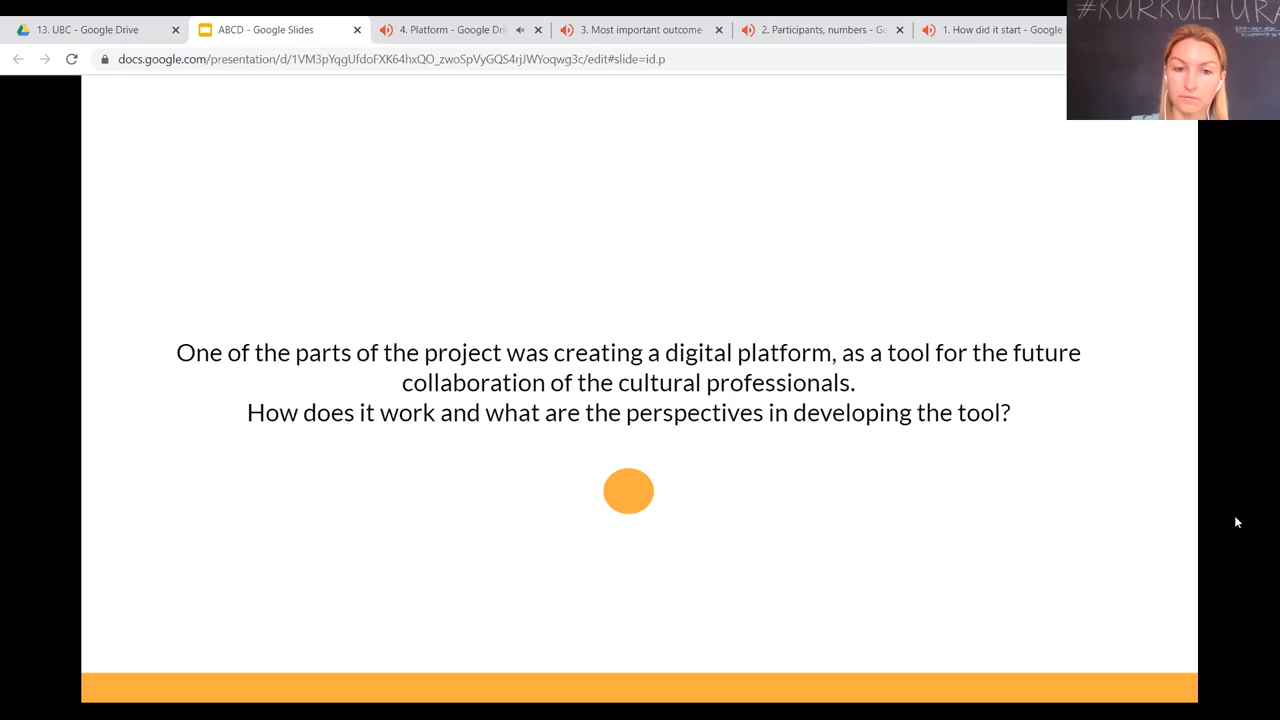 13. UBC - Google Drive
ABCD - Google Slides
4. Platform - Google Dri
3. Most important outcome
2. Participants, numbers - Go
1. How did it start - Google
#KURKULTURA
docs.google.com/presentation/d/1VM3pYqgUfdoFXK64hxQO_zwoSpVyGQS4rjJWYoqwg3c/edit#slide=id.p
One of the parts of the project was creating a digital platform, as a tool for the future
collaboration of the cultural professionals.
How does it work and what are the perspectives in developing the tool?